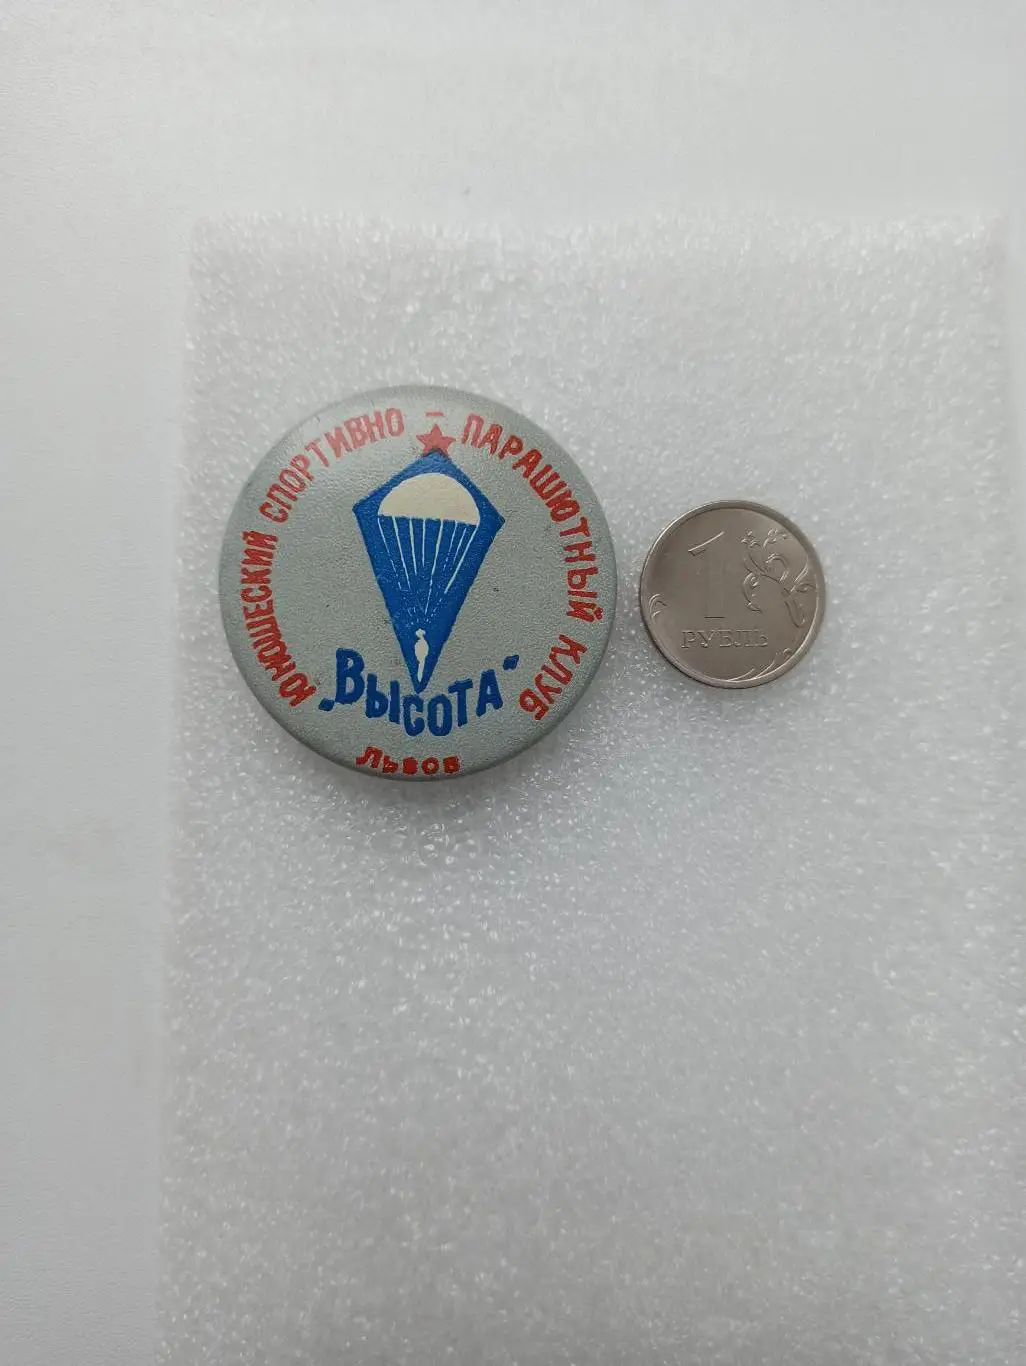 ЮНОШЕСКИЙ СПОРТИВНО - ПАРАШЮТНЫЙ КЛУБ
„ВЫСОТА"
ЛЬВОВ
1
РУБЛЬ